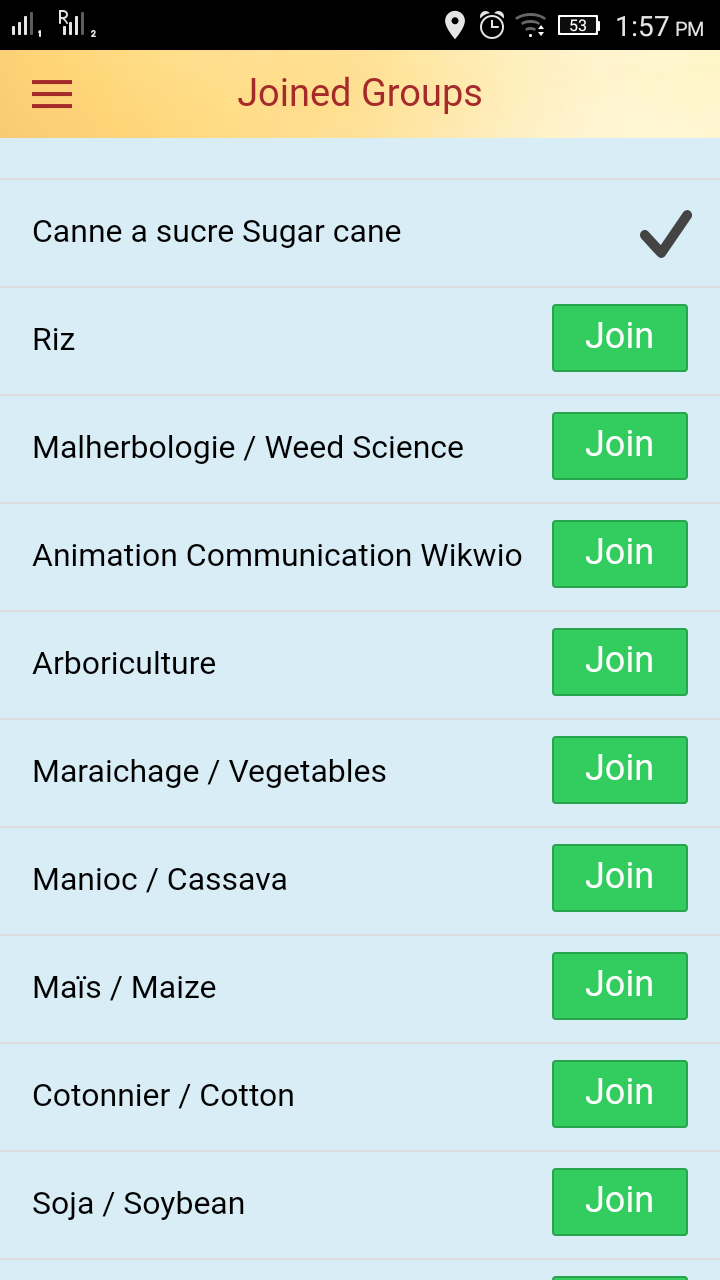 1 R 2 53 1:57 PM
Joined Groups
Canne a sucre Sugar cane
Riz Join
Malherbologie / Weed Science Join
Animation Communication Wikwio Join
Arboriculture Join
Maraichage / Vegetables Join
Manioc / Cassava Join
Maïs / Maize Join
Cotonnier / Cotton Join
Soja / Soybean Join